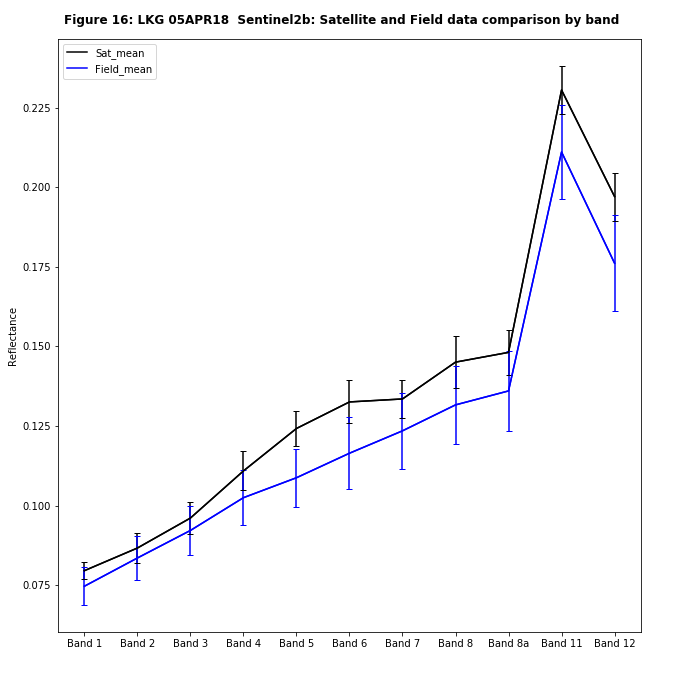 Figure 16: LKG 05APR18  Sentinel2b: Satellite and Field data comparison by band
Sat_mean
Field_mean
0.225
0.200
0.175
0.150
0.125
0.100
0.075
Reflectance
Band 1 Band 2 Band 3 Band 4 Band 5 Band 6 Band 7 Band 8 Band 8a Band 11 Band 12